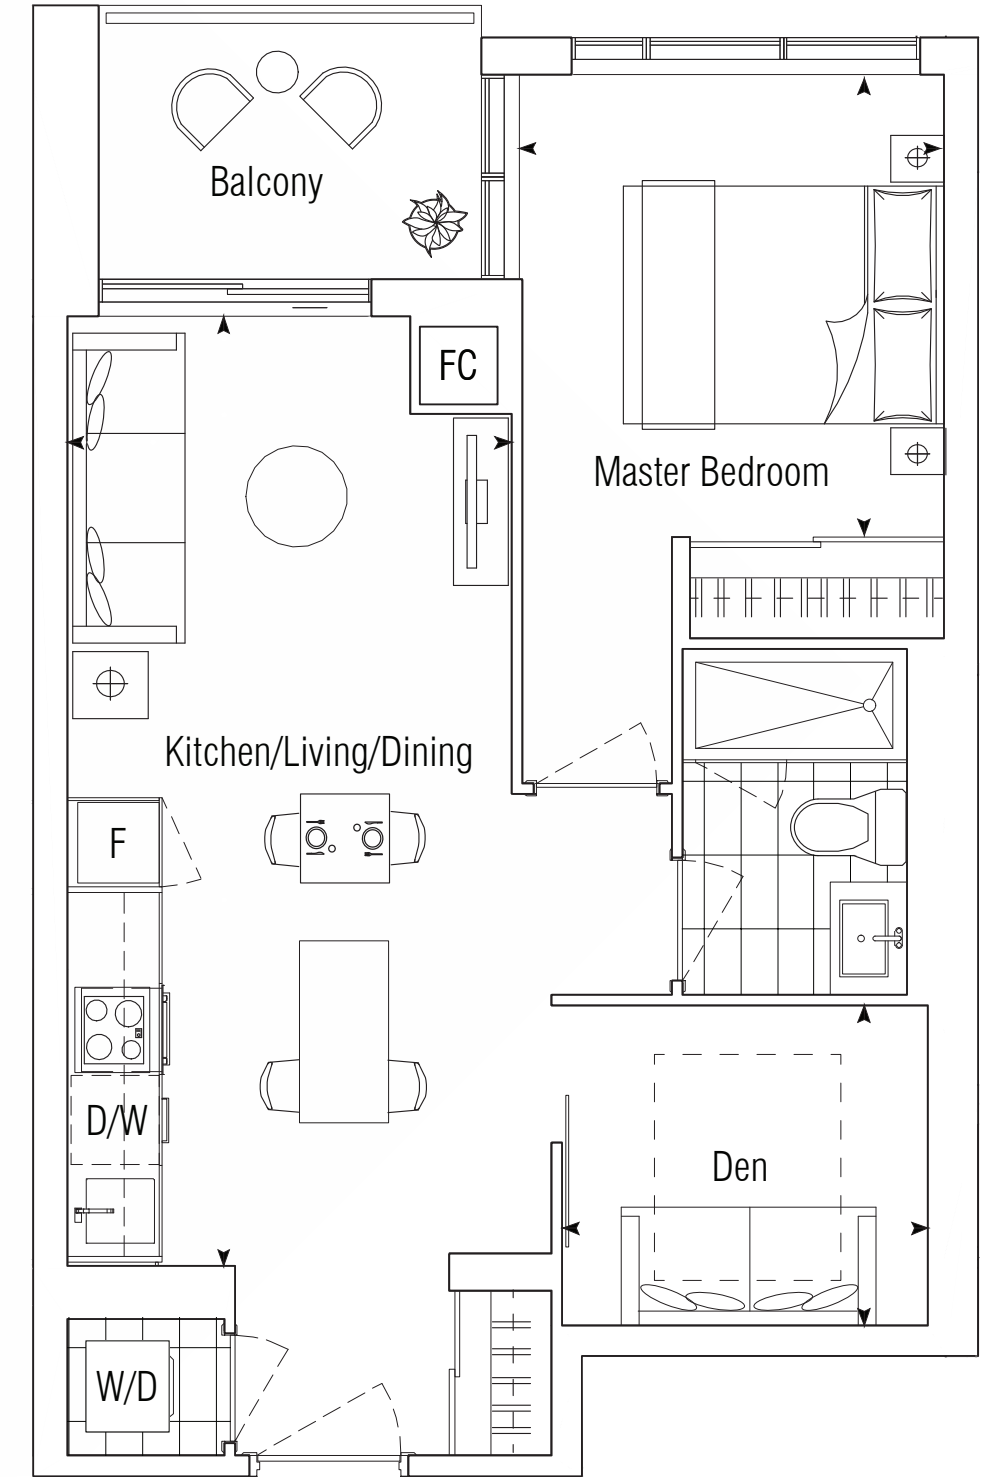 Balcony
FC
Master Bedroom
Kitchen/Living/Dining
F
D/W
Den
W/D